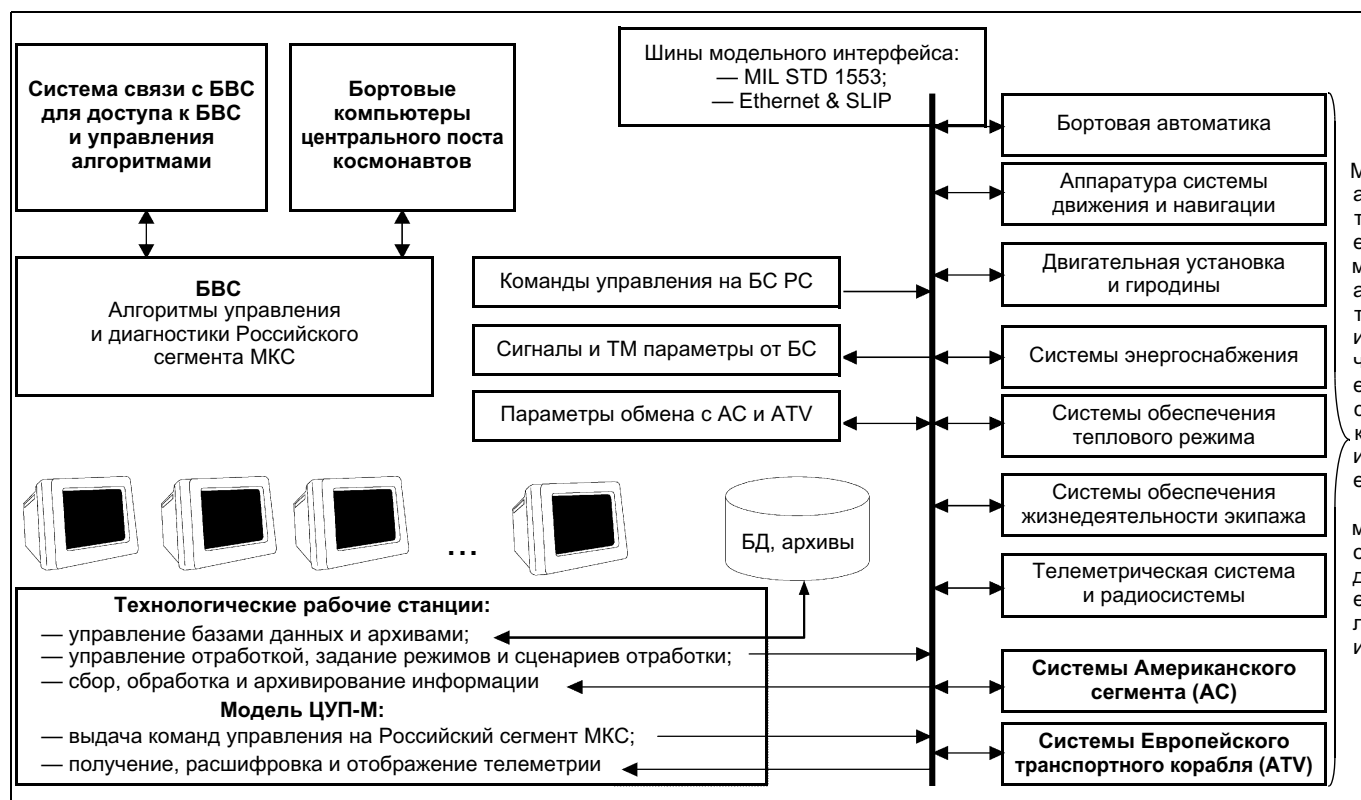 Система связи с БВС
для доступа к БВС
и управления
алгоритмами
Бортовые
компьютеры
центрального поста
космонавтов
БВС
Алгоритмы управления
и диагностики Российского
сегмента МКС
Шины модельного интерфейса:
— MIL STD 1553;
— Ethernet & SLIP
Команды управления на БС РС
Сигналы и ТМ параметры от БС
Параметры обмена с АС и ATV
...
БД, архивы
Технологические рабочие станции:
— управление базами данных и архивами;
— управление отработкой, задание режимов и сценариев отработки;
— сбор, обработка и архивирование информации
Модель ЦУП-М:
— выдача команд управления на Российский сегмент МКС;
— получение, расшифровка и отображение телеметрии
Бортовая автоматика
Аппаратура системы
движения и навигации
Двигательная установка
и гиродины
Системы энергоснабжения
Системы обеспечения
теплового режима
Системы обеспечения
жизнедеятельности экипажа
Телеметрическая система
и радиосистемы
Системы Американского
сегмента (АС)
Системы Европейского
транспортного корабля (ATV)
Математические
модели